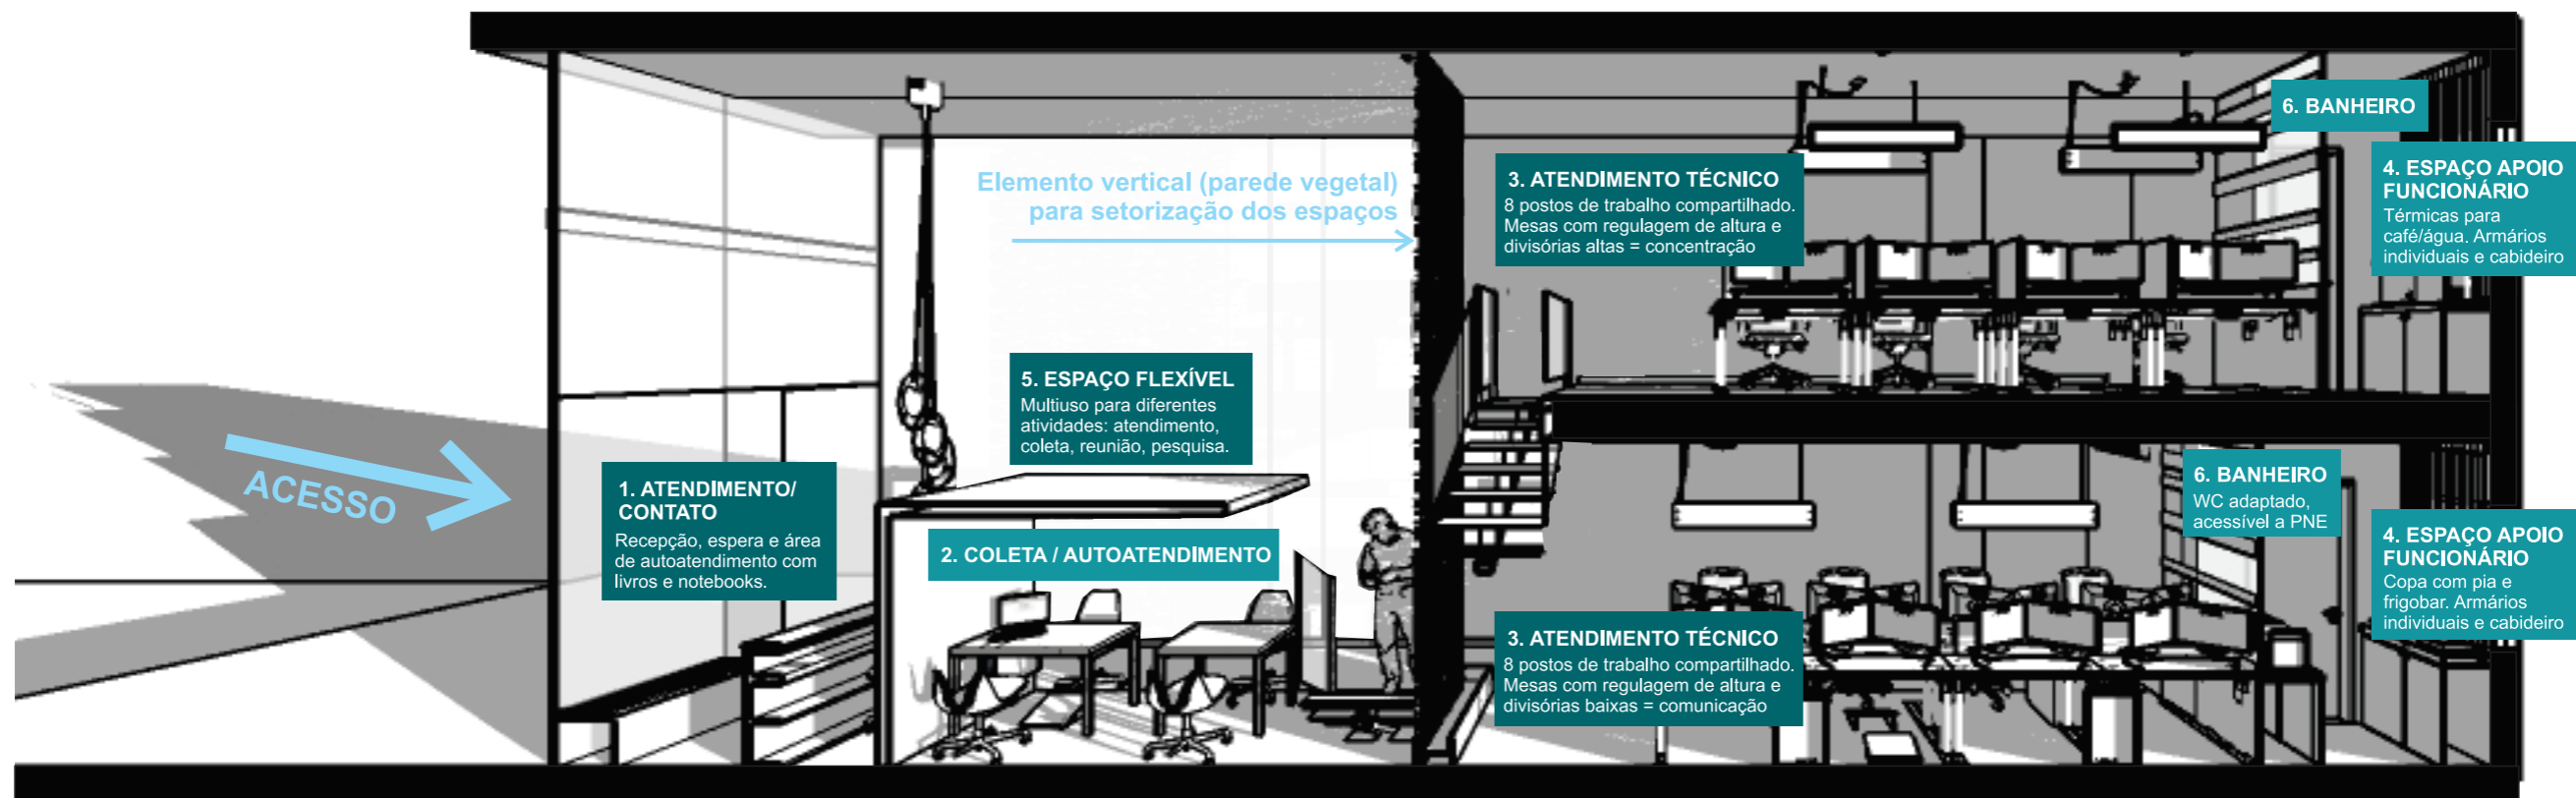 ACESSO
1. ATENDIMENTO/
CONTATO
Recepção, espera e área
de autoatendimento com
livros e notebooks.
Elemento vertical (parede vegetal)
para setorização dos espaços
5. ESPAÇO FLEXÍVEL
Multiuso para diferentes
atividades: atendimento,
coleta, reunião, pesquisa.
2. COLETA / AUTOATENDIMENTO
3. ATENDIMENTO TÉCNICO
8 postos de trabalho compartilhado.
Mesas com regulagem de altura e
divisórias altas = concentração
6. BANHEIRO
4. ESPAÇO APOIO
FUNCIONÁRIO
Térmicas para
café/água. Armários
individuais e cabideiro
3. ATENDIMENTO TÉCNICO
8 postos de trabalho compartilhado.
Mesas com regulagem de altura e
divisórias baixas = comunicação
6. BANHEIRO
WC adaptado,
acessível a PNE
4. ESPAÇO APOIO
FUNCIONÁRIO
Copa com pia e
frigobar. Armários
individuais e cabideiro